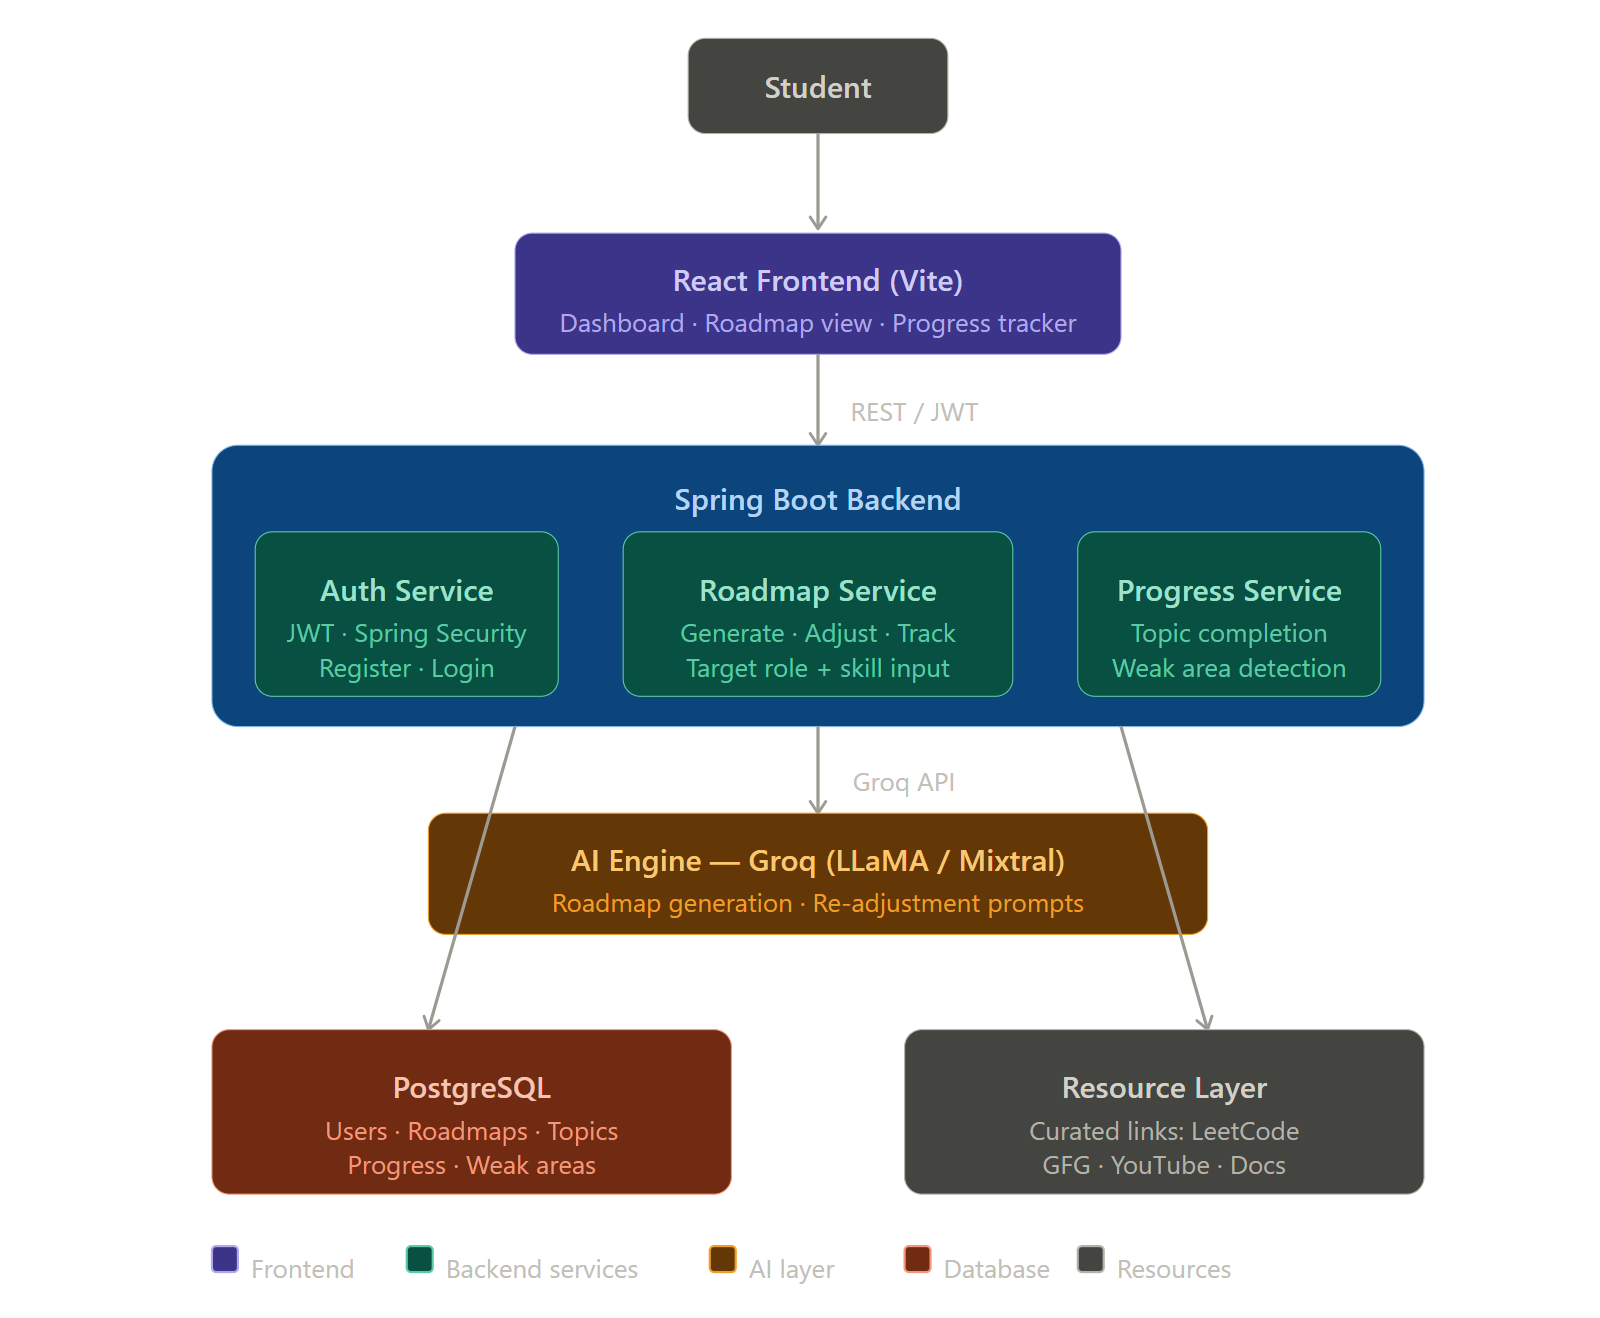 Student
React Frontend (Vite)
Dashboard · Roadmap view · Progress tracker
REST / JWT
Spring Boot Backend
Auth Service
JWT · Spring Security
Register · Login
Roadmap Service
Generate · Adjust · Track
Target role + skill input
Progress Service
Topic completion
Weak area detection
Groq API
AI Engine — Groq (LLaMA / Mixtral)
Roadmap generation · Re-adjustment prompts
PostgreSQL
Users · Roadmaps · Topics
Progress · Weak areas
Resource Layer
Curated links: LeetCode
GFG · YouTube · Docs
Frontend
Backend services
AI layer
Database
Resources